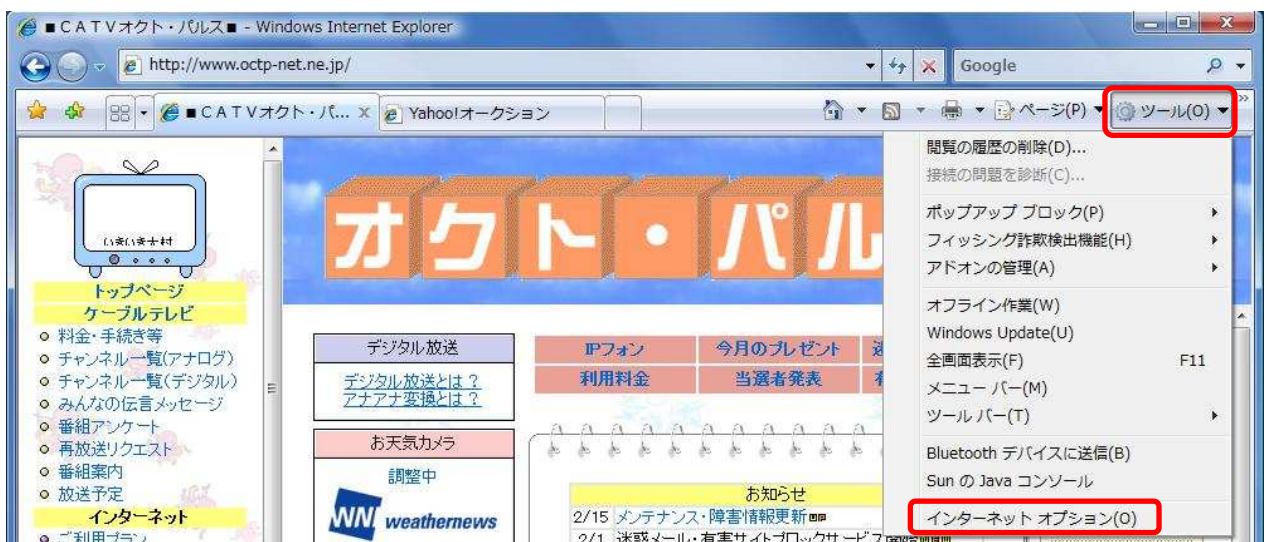 ■ＣＡＴＶオクト・パルス■ - Windows Internet Explorer
http://www.octp-net.ne.jp/
Google
■ＣＡＴＶオクト・パ... x
Yahoo!オークション
ページ(P)
ツール(O)
»
いきいき士村
トップページ
ケーブルテレビ
料金・手続き等
チャンネル一覧(アナログ)
チャンネル一覧(デジタル)
みんなの伝言メッセージ
番組アンケート
再放送リクエスト
番組案内
放送予定
インターネット
ご利用プラン
オクト・パル
デジタル放送
デジタル放送とは？
アナアナ変換とは？
お天気カメラ
調整中
WNI weathernews
IPフォン
今月のプレゼント
利用料金
当選者発表
お知らせ
2/15 メンテナンス・障害情報更新
2/1 迷惑メール・有害サイトブロックサービス開始
閲覧の履歴の削除(D)...
接続の問題を診断(C)...
ポップアップ ブロック(P)
フィッシング詐欺検出機能(H)
アドオンの管理(A)
オフライン作業(W)
Windows Update(U)
全画面表示(F) F11
メニュー バー(M)
ツール バー(T)
Bluetooth デバイスに送信(B)
Sun の Java コンソール
インターネット オプション(O)